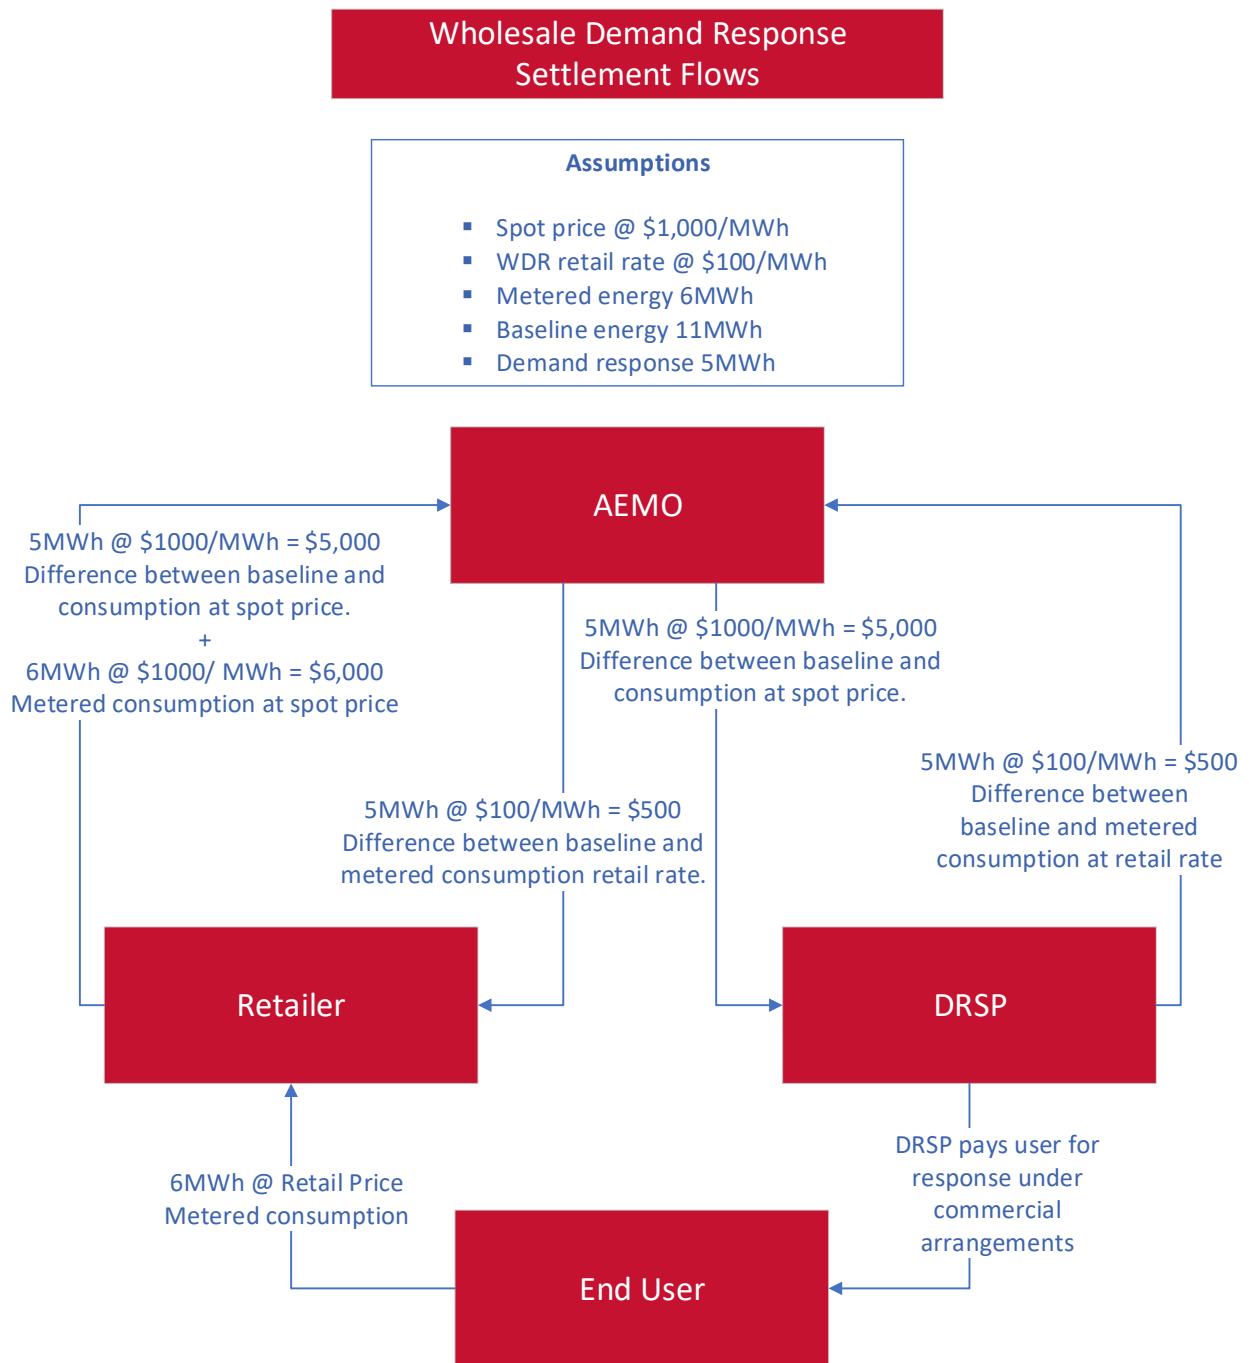 Wholesale Demand Response
Settlement Flows
Assumptions
▪ Spot price @ $1,000/MWh
▪ WDR retail rate @ $100/MWh
▪ Metered energy 6MWh
▪ Baseline energy 11MWh
▪ Demand response 5MWh
AEMO
5MWh @ $1000/MWh = $5,000
Difference between baseline and
consumption at spot price.
+
6MWh @ $1000/ MWh = $6,000
Metered consumption at spot price
5MWh @ $1000/MWh = $5,000
Difference between baseline and
consumption at spot price.
5MWh @ $100/MWh = $500
Difference between baseline and
metered consumption retail rate.
5MWh @ $100/MWh = $500
Difference between
baseline and metered
consumption at retail rate
Retailer
DRSP
6MWh @ Retail Price
Metered consumption
DRSP pays user for
response under
commercial
arrangements
End User